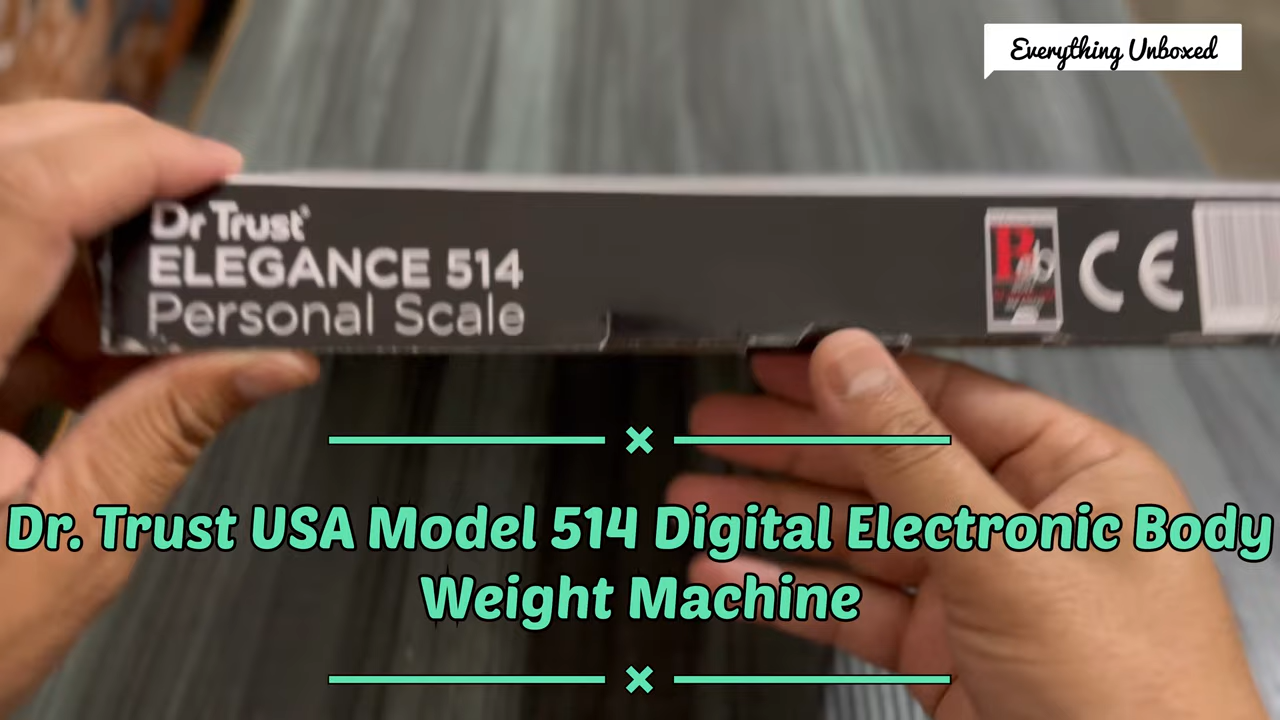 Everything Unboxed
Dr Trust®
ELEGANCE 514
Personal Scale
CE
Dr. Trust USA Model 514 Digital Electronic Body
Weight Machine